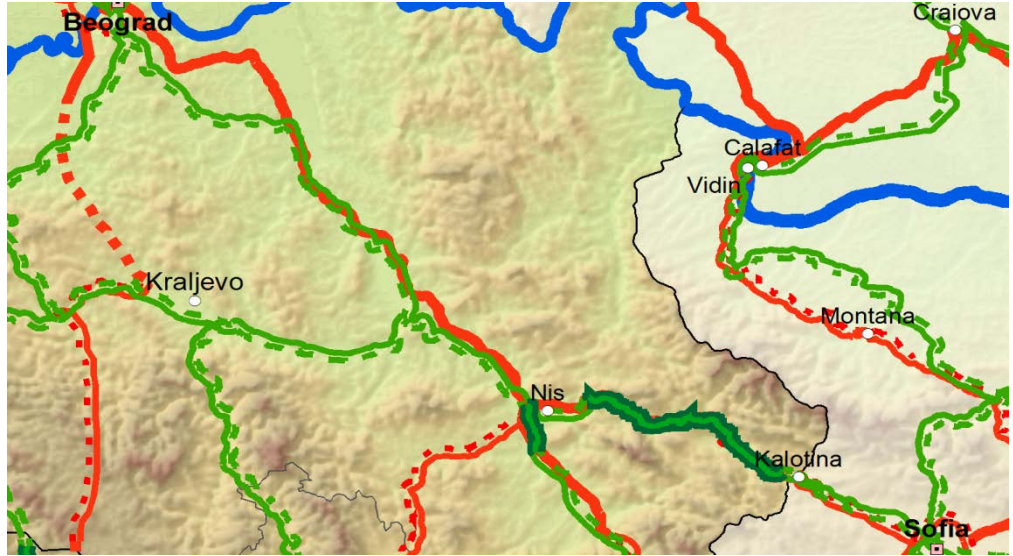 Beograd
Craiova
Calafat
Vidin
Kraljevo
Montana
Nis
Kalotina
Sofia